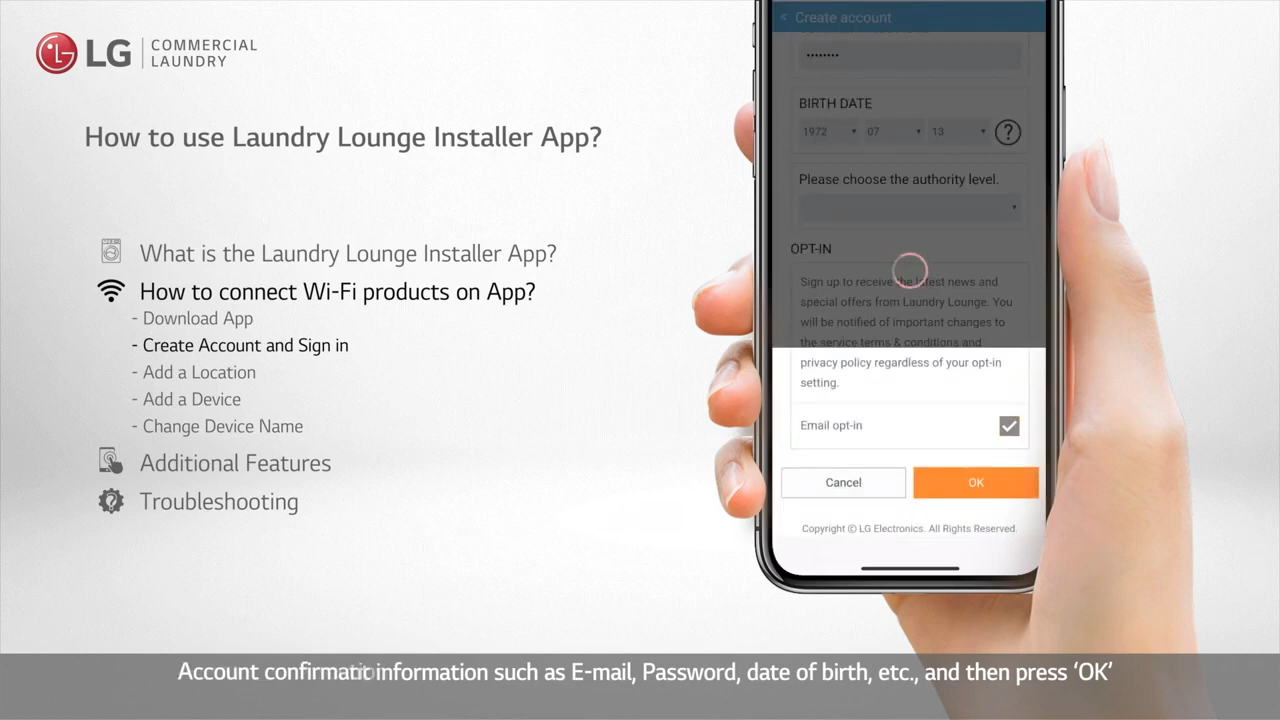 LG
COMMERCIAL
LAUNDRY
How to use Laundry Lounge Installer App?
What is the Laundry Lounge Installer App?
How to connect Wi-Fi products on App?
- Download App
- Create Account and Sign in
- Add a Location
- Add a Device
- Change Device Name
Additional Features
Troubleshooting
< Create account
••••••••
BIRTH DATE
1972 07 13 ?
Please choose the authority level.
OPT-IN
Sign up to receive the latest news and
special offers from Laundry Lounge. You
will be notified of important changes to
the service terms & conditions and
privacy policy regardless of your opt-in
setting.
Email opt-in
Cancel OK
Copyright © LG Electronics. All Rights Reserved.
Account information such as E-mail, Password, date of birth, etc., and then press ‘OK’